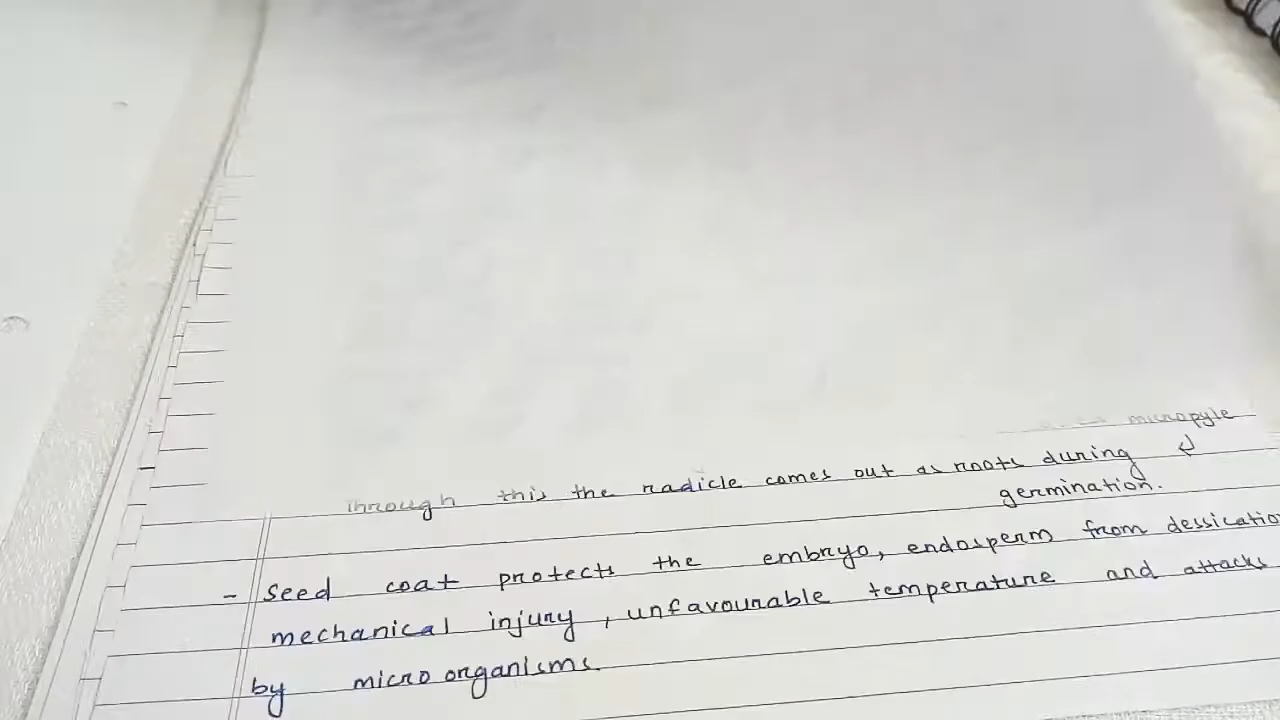 micropyle
Through this the radicle comes out as roots during
germination.
- seed coat protects the embryo, endosperm from dessicatio
mechanical injury, unfavourable temperature and attacks
by micro organisms.